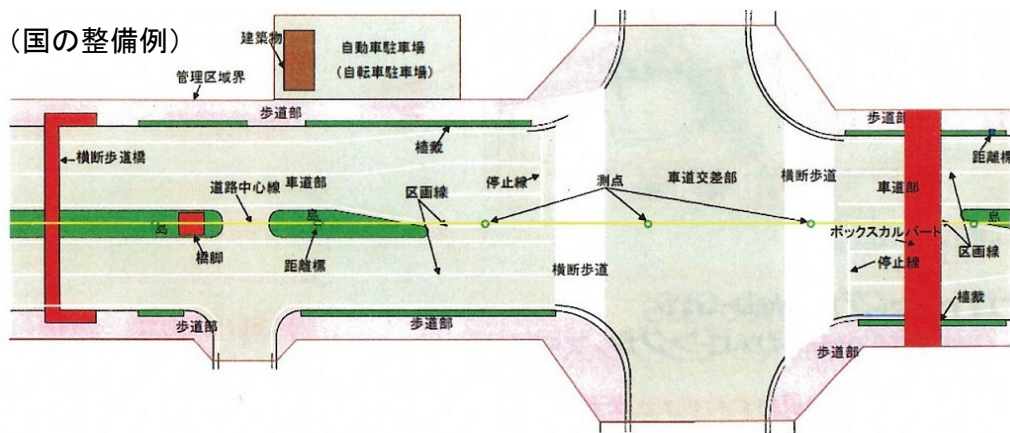 (国の整備例)
建築物
自動車駐車場
(自転車駐車場)
管理区域界
歩道部
歩道部
横断歩道橋
植栽
距離標
道路中心線
車道部
区画線
停止線
測点
車道交差部
横断歩道
車道部
島
島
島
橋脚
距離標
ボックスカルバート
区画線
横断歩道
停止線
植栽
歩道部
歩道部
歩道部